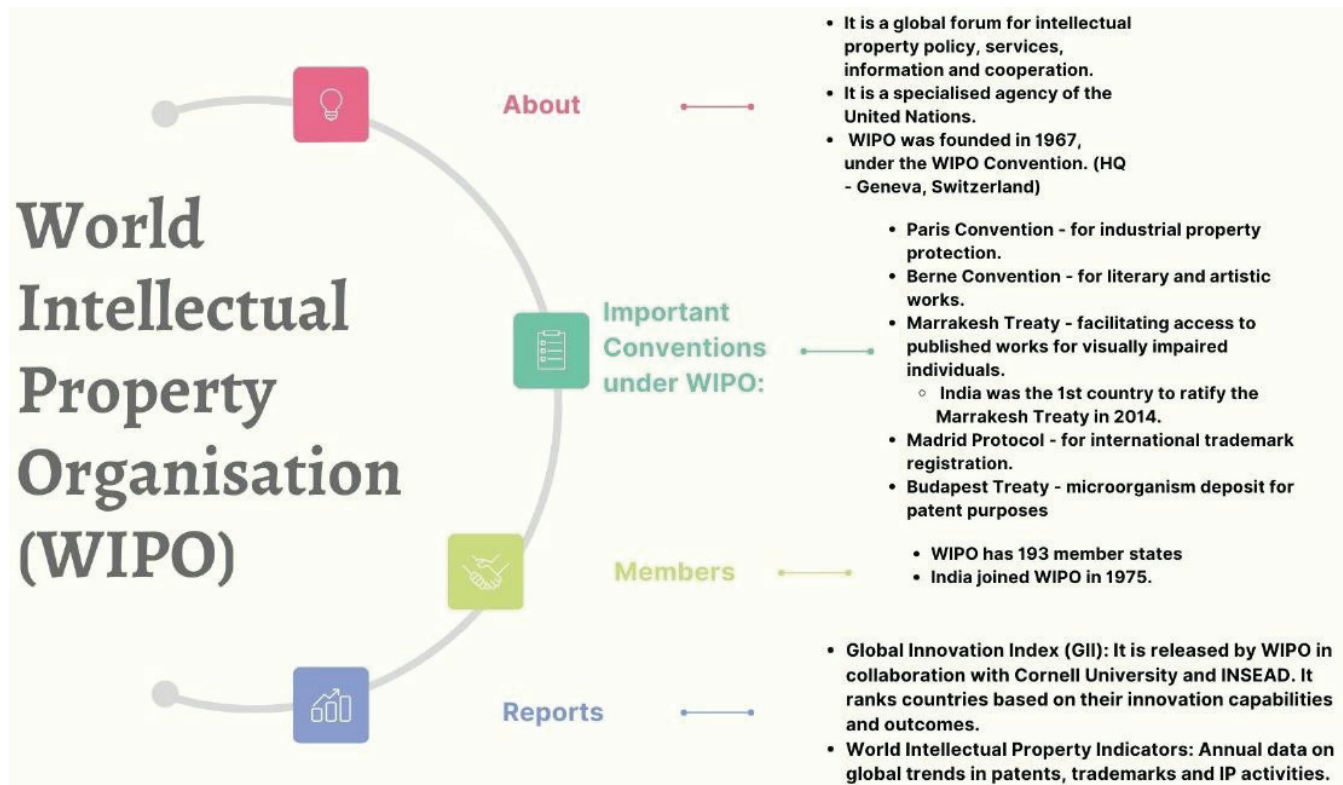 World
Intellectual
Property
Organisation
(WIPO)
About
• It is a global forum for intellectual
property policy, services,
information and cooperation.
• It is a specialised agency of the
United Nations.
• WIPO was founded in 1967,
under the WIPO Convention. (HQ
- Geneva, Switzerland)
Important
Conventions
under WIPO:
• Paris Convention - for industrial property
protection.
• Berne Convention - for literary and artistic
works.
• Marrakesh Treaty - facilitating access to
published works for visually impaired
individuals.
◦ India was the 1st country to ratify the
Marrakesh Treaty in 2014.
• Madrid Protocol - for international trademark
registration.
• Budapest Treaty - microorganism deposit for
patent purposes
Members
• WIPO has 193 member states
• India joined WIPO in 1975.
Reports
• Global Innovation Index (GII): It is released by WIPO in
collaboration with Cornell University and INSEAD. It
ranks countries based on their innovation capabilities
and outcomes.
• World Intellectual Property Indicators: Annual data on
global trends in patents, trademarks and IP activities.